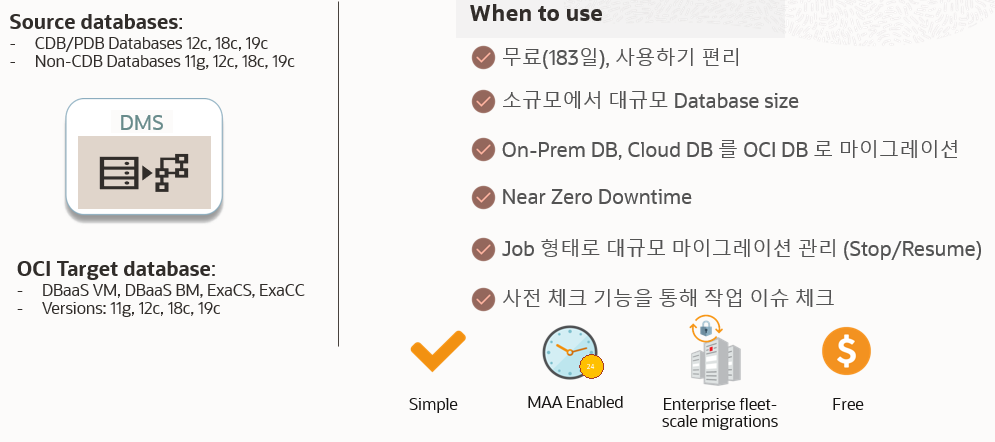 Source databases:
- CDB/PDB Databases 12c, 18c, 19c
- Non-CDB Databases 11g, 12c, 18c, 19c
DMS
OCI Target database:
- DBaaS VM, DBaaS BM, ExaCS, ExaCC
- Versions: 11g, 12c, 18c, 19c
When to use
무료(183일), 사용하기 편리
소규모에서 대규모 Database size
On-Prem DB, Cloud DB 를 OCI DB 로 마이그레이션
Near Zero Downtime
Job 형태로 대규모 마이그레이션 관리 (Stop/Resume)
사전 체크 기능을 통해 작업 이슈 체크
24
$
Simple
MAA Enabled
Enterprise fleet-
scale migrations
Free